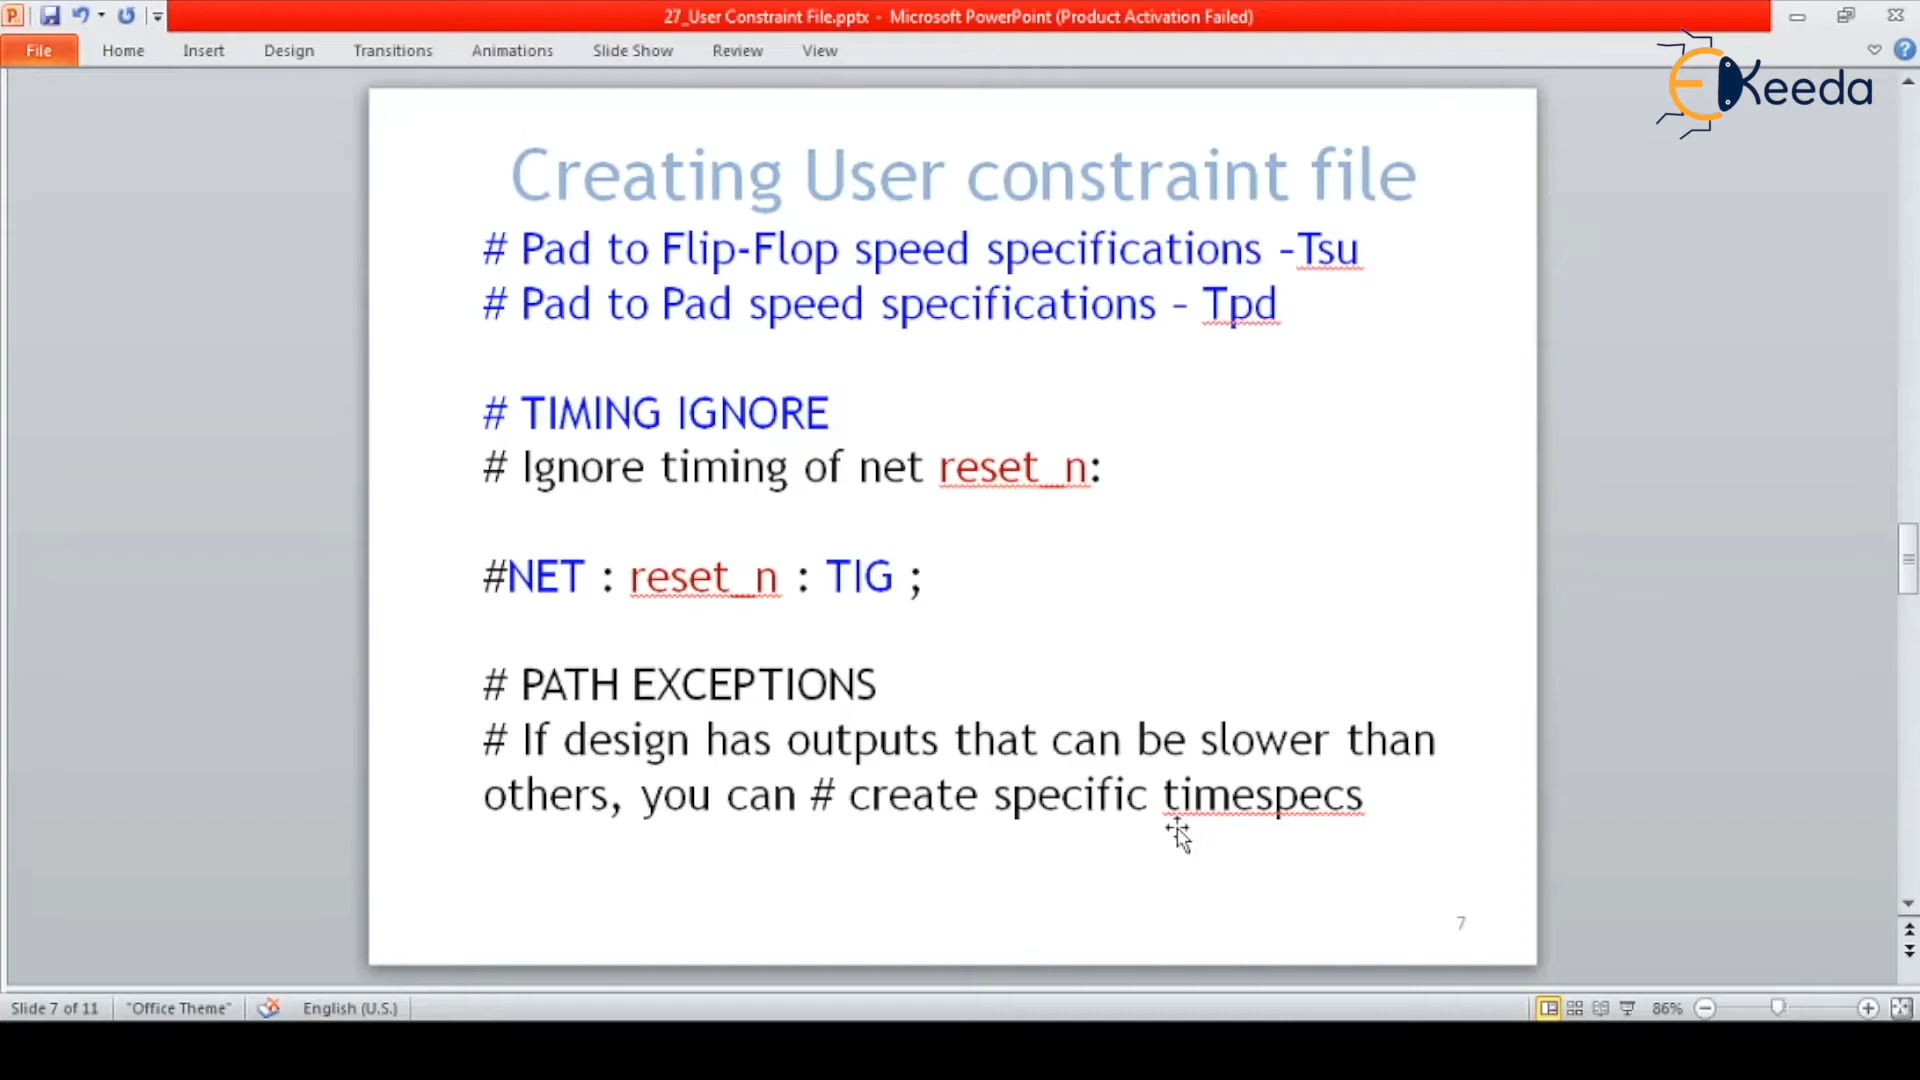 27_User Constraint File.pptx - Microsoft PowerPoint (Product Activation Failed)
File Home Insert Design Transitions Animations Slide Show Review View
EKeeda
Creating User constraint file
# Pad to Flip-Flop speed specifications -Tsu
# Pad to Pad speed specifications - Tpd
# TIMING IGNORE
# Ignore timing of net reset_n:
#NET : reset_n : TIG ;
# PATH EXCEPTIONS
# If design has outputs that can be slower than
others, you can # create specific timespecs
7
Slide 7 of 11 "Office Theme" English (U.S.) 86%